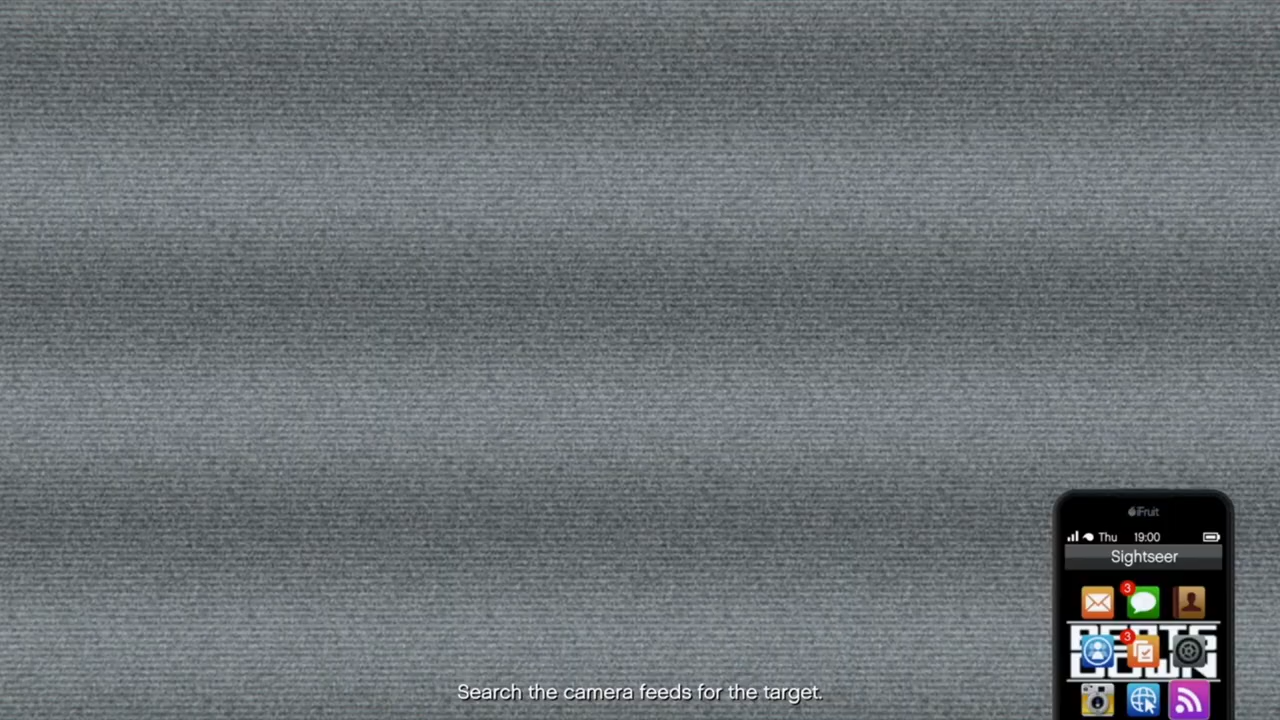 iFruit
Thu 19:00
Sightseer
3
3
Search the camera feeds for the target.